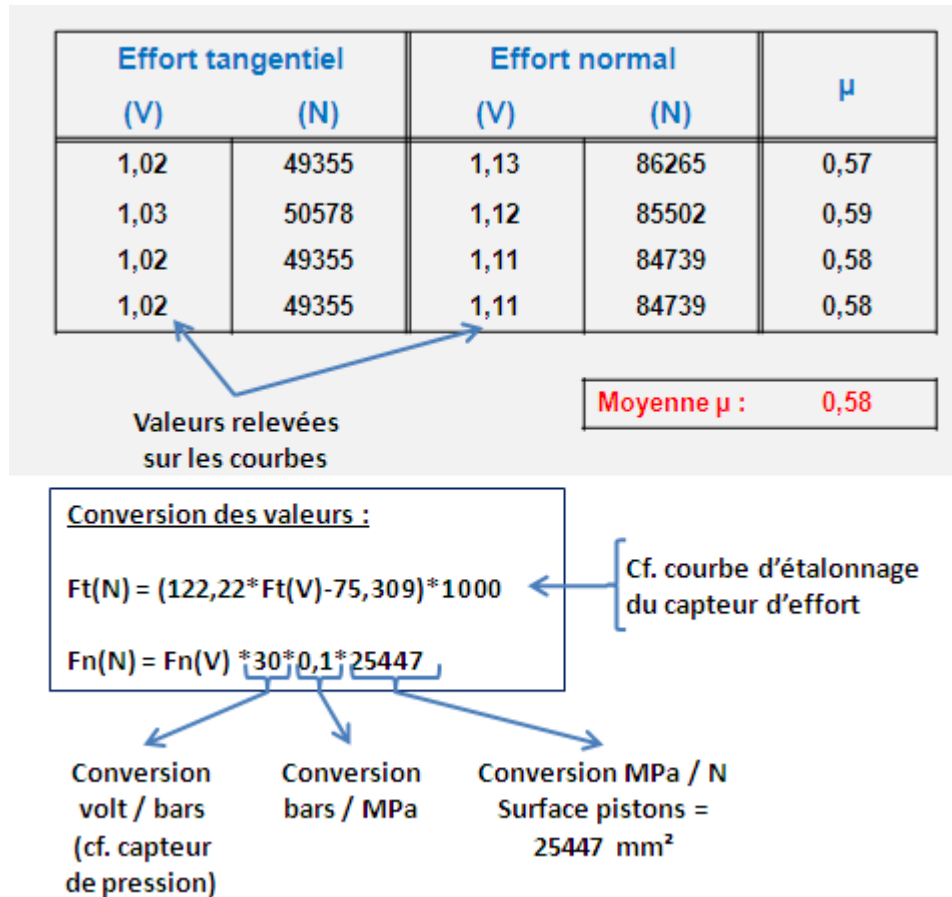 Effort tangentiel Effort normal µ
(V) (N) (V) (N)
1,02 49355 1,13 86265 0,57
1,03 50578 1,12 85502 0,59
1,02 49355 1,11 84739 0,58
1,02 49355 1,11 84739 0,58
Moyenne µ : 0,58
Valeurs relevées
sur les courbes
Conversion des valeurs :
Ft(N) = (122,22*Ft(V)-75,309)*1000
Cf. courbe d'étalonnage
du capteur d'effort
Fn(N) = Fn(V) *30*0,1*25447
Conversion
volt / bars
(cf. capteur
de pression)
Conversion
bars / MPa
Conversion MPa / N
Surface pistons =
25447 mm²